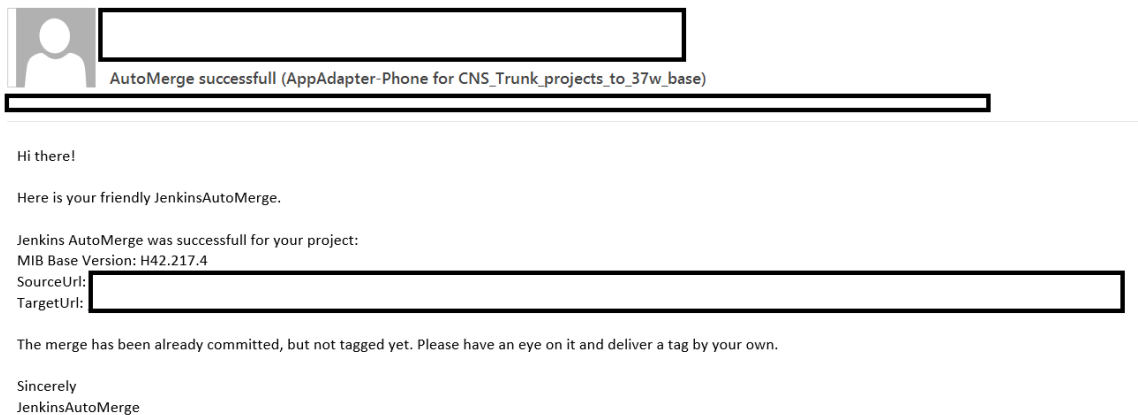 AutoMerge successfull (AppAdapter-Phone for CNS_Trunk_projects_to_37w_base)
Hi there!
Here is your friendly JenkinsAutoMerge.
Jenkins AutoMerge was successfull for your project:
MIB Base Version: H42.217.4
SourceUrl:
TargetUrl:
The merge has been already committed, but not tagged yet. Please have an eye on it and deliver a tag by your own.
Sincerely
JenkinsAutoMerge